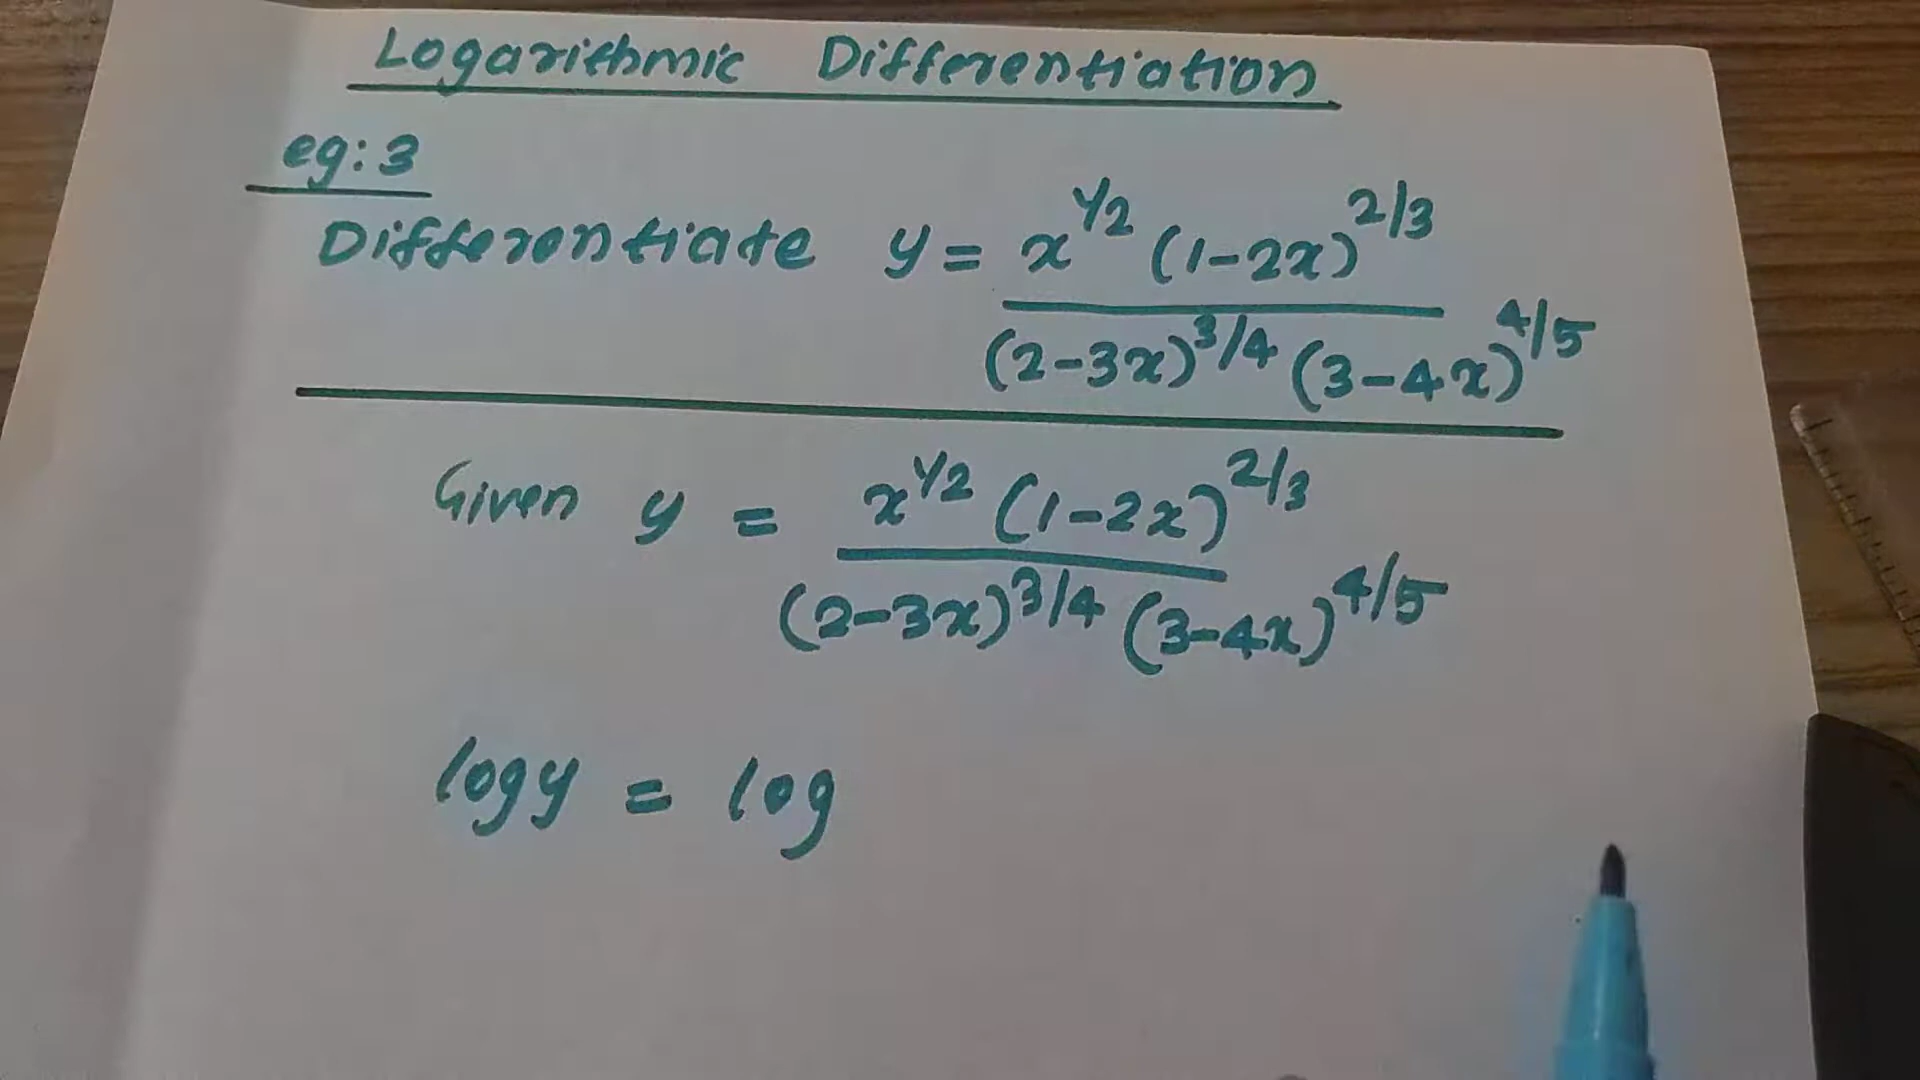 Logarithmic Differentiation
eg: 3
Differentiate y = x^1/2 (1-2x)^2/3
(2-3x)^3/4 (3-4x)^4/5
Given y = x^1/2 (1-2x)^2/3
(2-3x)^3/4 (3-4x)^4/5
logy = log